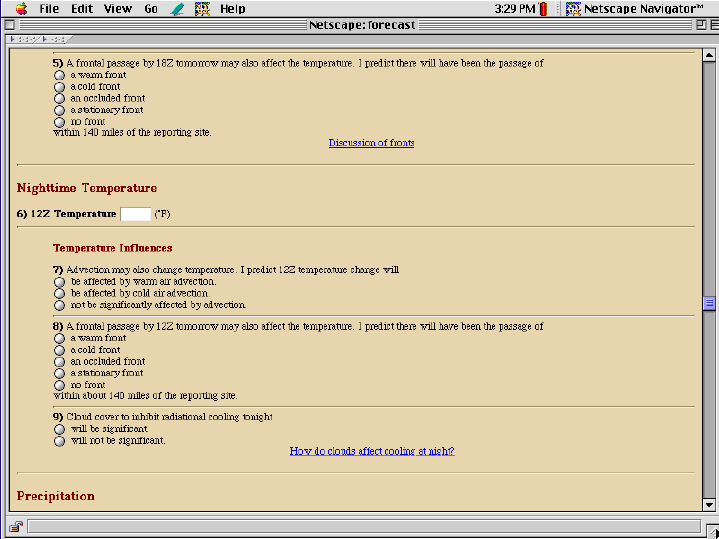 File Edit View Go Help 3:29 PM Netscape Navigator™
Netscape: forecast
5) A frontal passage by 18Z tomorrow may also affect the temperature. I predict there will have been the passage of
a warm front
a cold front
an occluded front
a stationary front
no front
within 140 miles of the reporting site.
Discussion of fronts
Nighttime Temperature
6) 12Z Temperature (°F)
Temperature Influences
7) Advection may also change temperature. I predict 12Z temperature change will
be affected by warm air advection.
be affected by cold air advection.
not be significantly affected by advection.
8) A frontal passage by 12Z tomorrow may also affect the temperature. I predict there will have been the passage of
a warm front
a cold front
an occluded front
a stationary front
no front
within about 140 miles of the reporting site.
9) Cloud cover to inhibit radiational cooling tonight
will be significant.
will not be significant.
How do clouds affect cooling at night?
Precipitation